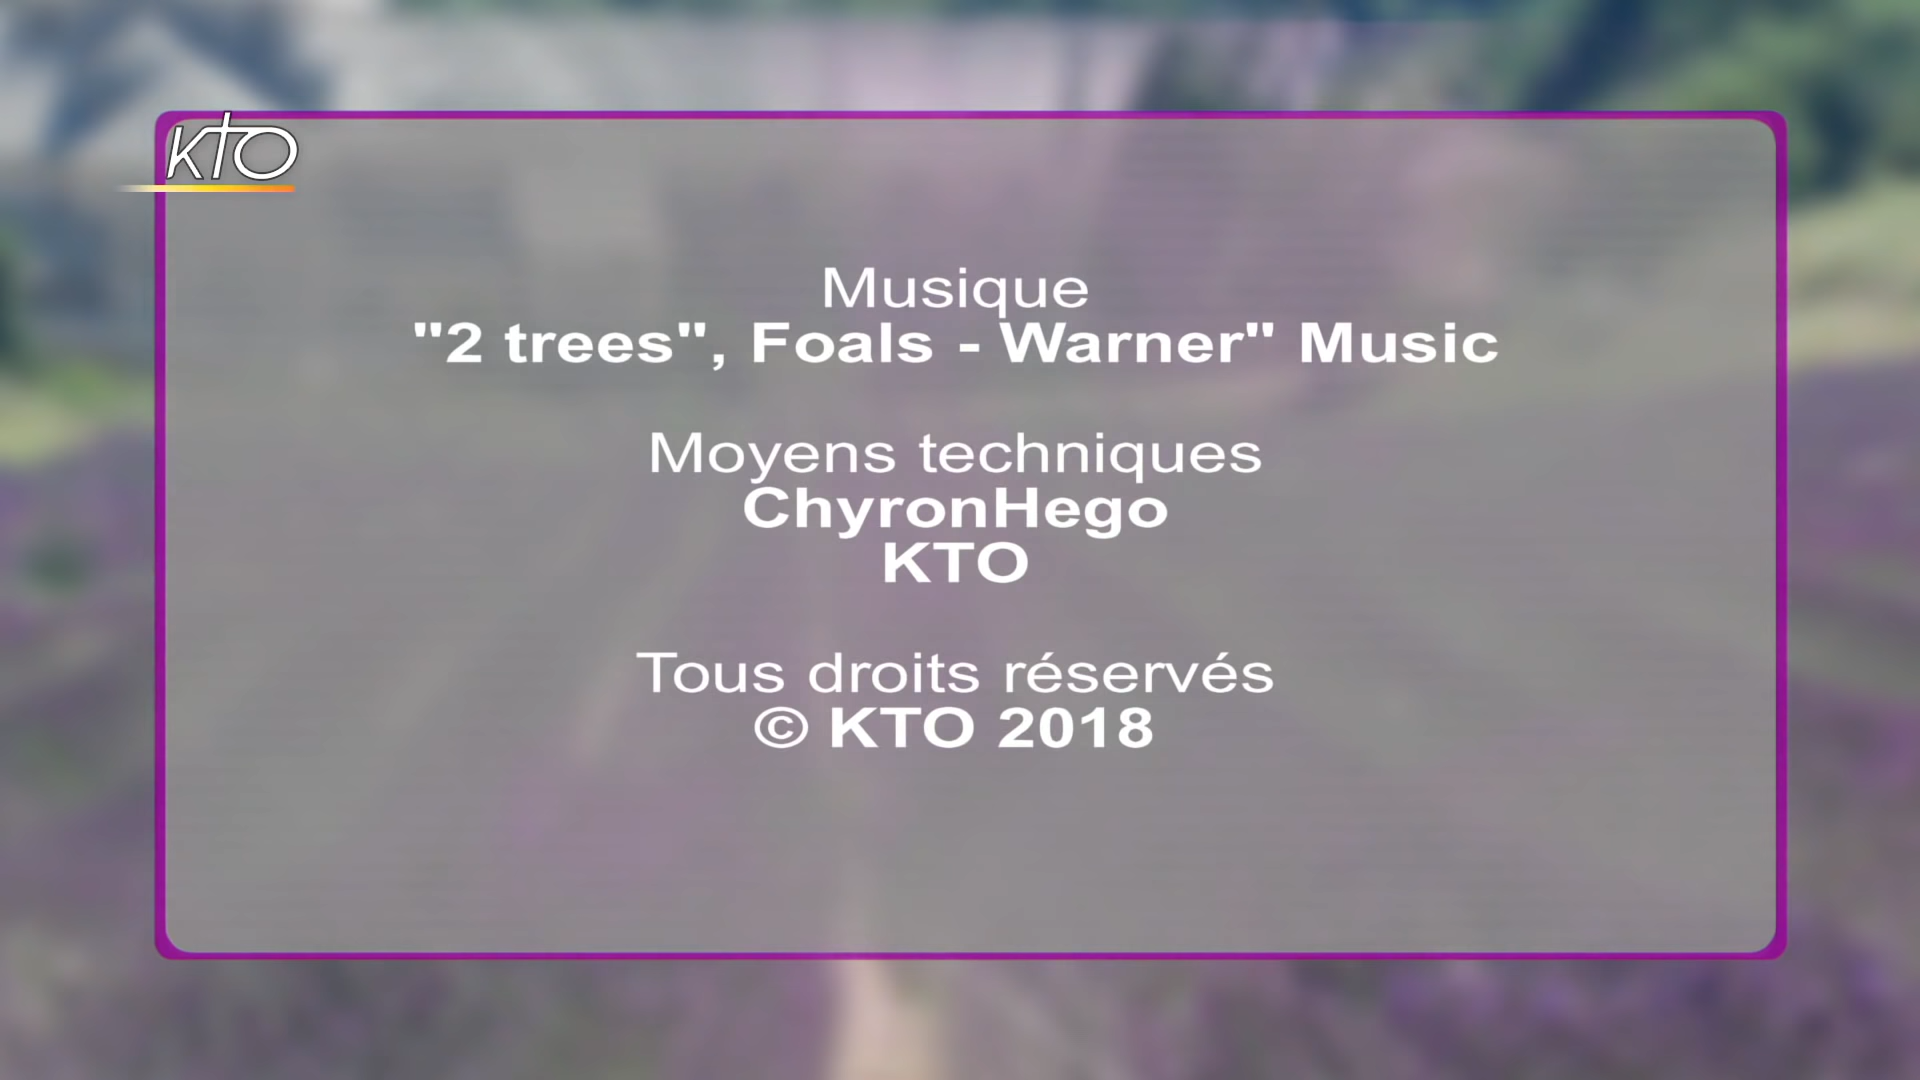 KTO
Musique
"2 trees", Foals - Warner" Music
Moyens techniques
ChyronHego
KTO
Tous droits réservés
© KTO 2018